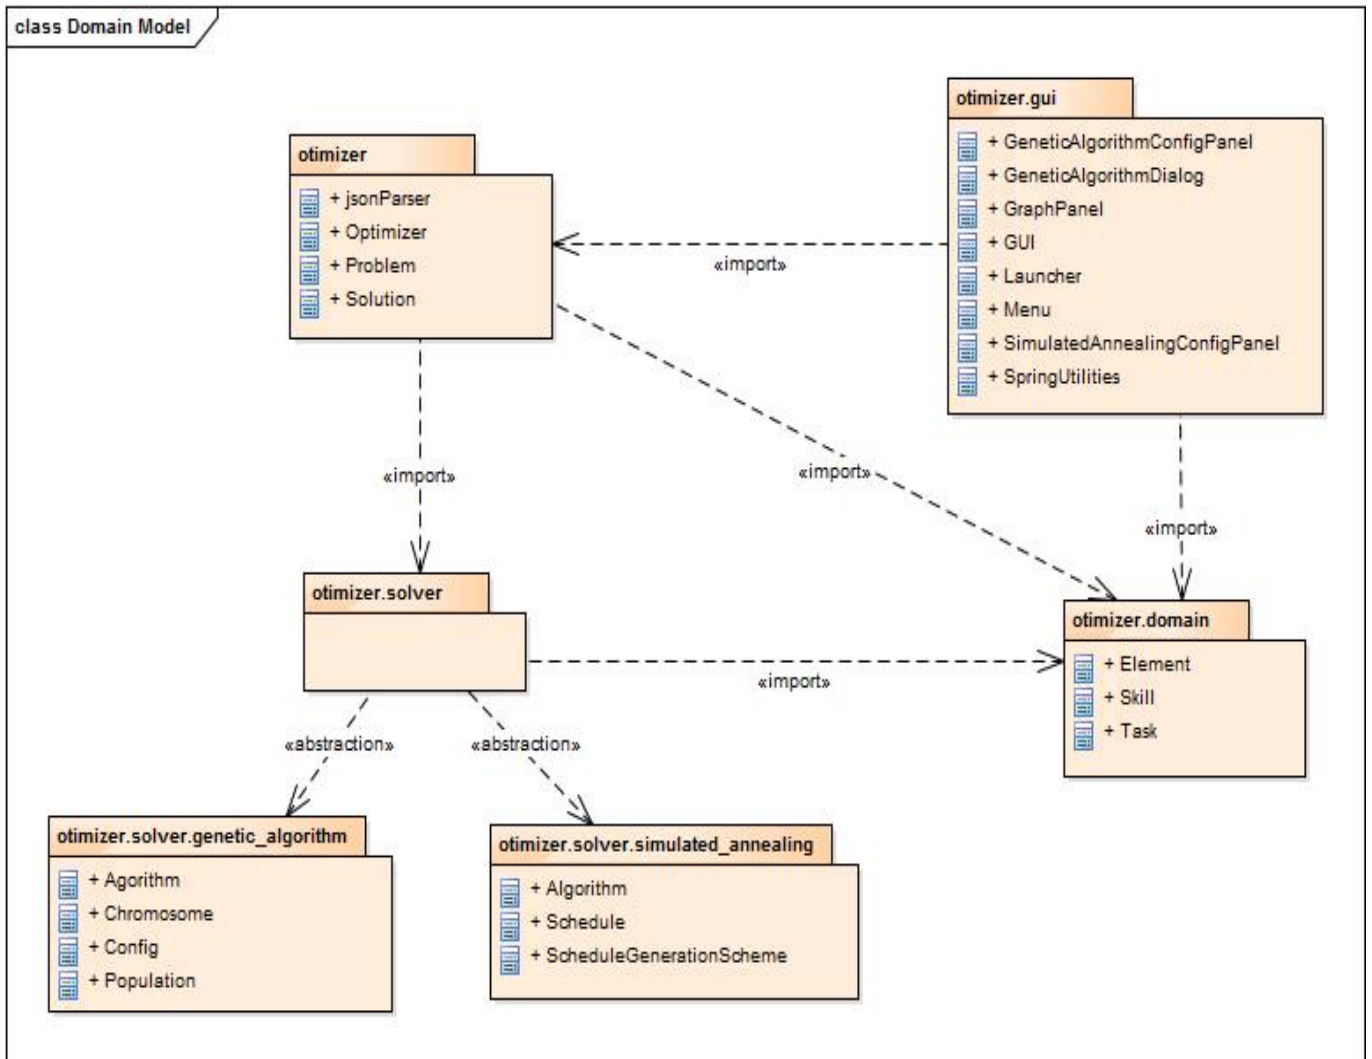 class Domain Model
otimizer
+ jsonParser
+ Optimizer
+ Problem
+ Solution
otimizer.gui
+ GeneticAlgorithmConfigPanel
+ GeneticAlgorithmDialog
+ GraphPanel
+ GUI
+ Launcher
+ Menu
+ SimulatedAnnealingConfigPanel
+ SpringUtilities
«import»
«import»
«import»
«import»
otimizer.solver
otimizer.domain
+ Element
+ Skill
+ Task
«import»
«abstraction»
«abstraction»
otimizer.solver.genetic_algorithm
+ Agorithm
+ Chromosome
+ Config
+ Population
otimizer.solver.simulated_annealing
+ Algorithm
+ Schedule
+ ScheduleGenerationScheme